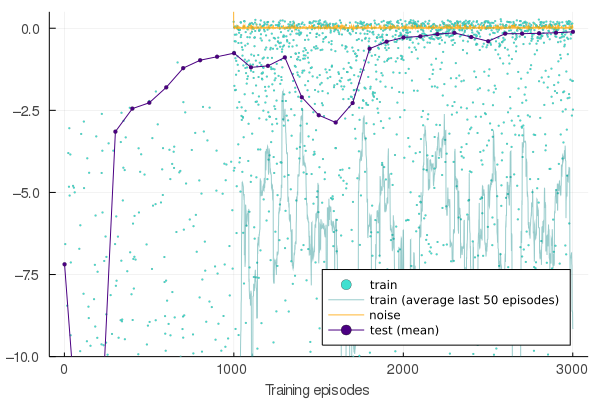 0.0
−2.5
−5.0
−7.5
−10.0
train
train (average last 50 episodes)
noise
test (mean)
0 1000 2000 3000
Training episodes